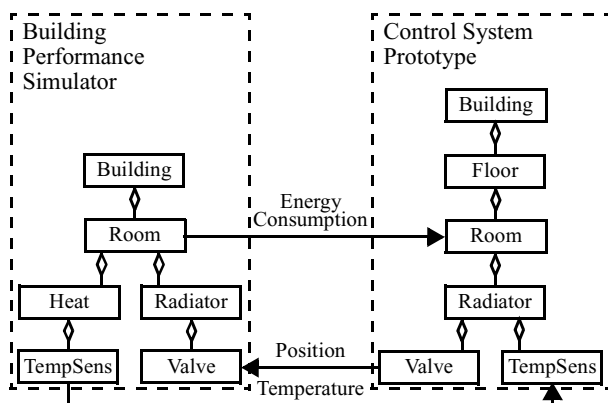 Building
Performance
Simulator
Building
Room
Heat
Radiator
TempSens
Valve
Energy
Consumption
Position
Temperature
Control System
Prototype
Building
Floor
Room
Radiator
Valve
TempSens